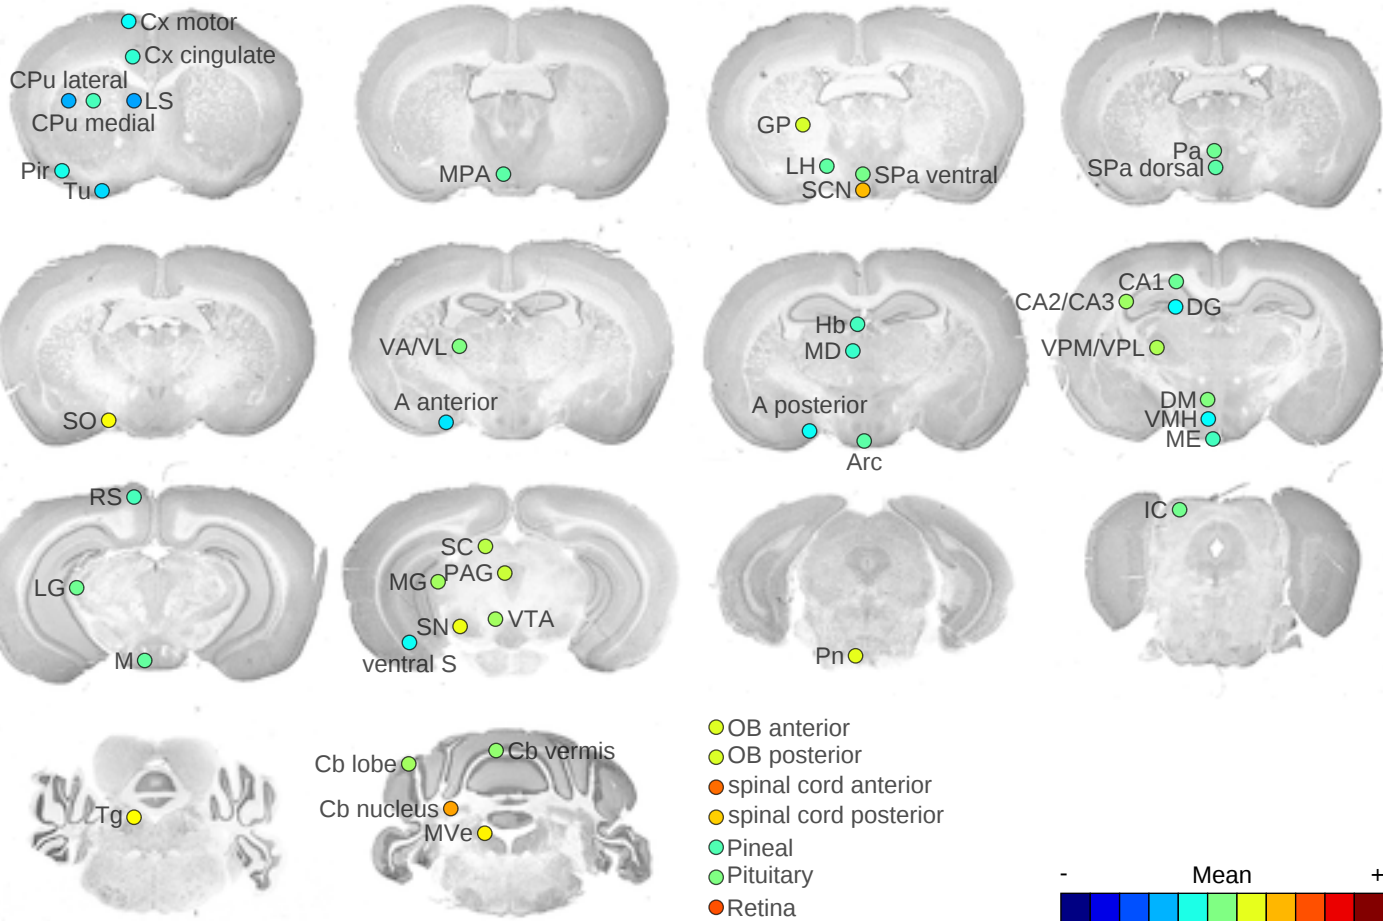 Cx motor
Cx cingulate
CPu lateral
LS
CPu medial
Pir
Tu
MPA
GP
LH
SPa ventral
SCN
Pa
SPa dorsal
SO
VA/VL
A anterior
Hb
MD
A posterior
Arc
CA1
CA2/CA3
DG
VPM/VPL
DM
VMH
ME
RS
LG
M
SC
MG
PAG
SN
VTA
ventral S
Pn
IC
Tg
Cb lobe
Cb vermis
Cb nucleus
MVe
OB anterior
OB posterior
spinal cord anterior
spinal cord posterior
Pineal
Pituitary
Retina
- Mean +